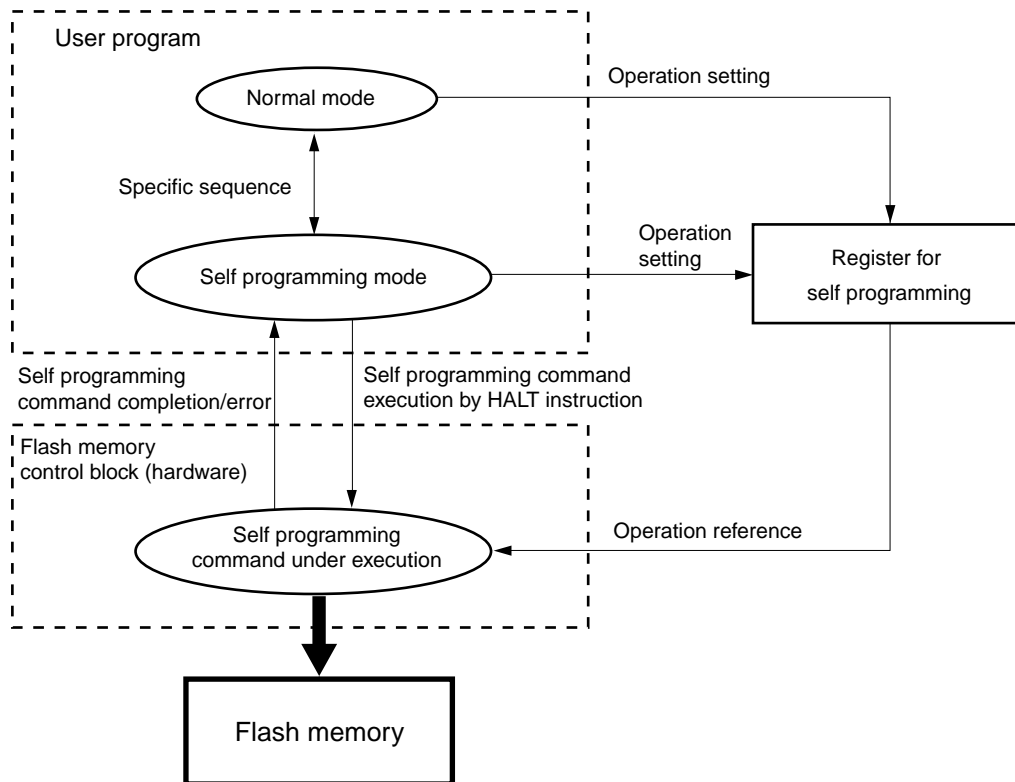 User program
Normal mode
Operation setting
Specific sequence
Self programming mode
Operation
setting
Register for
self programming
Self programming
command completion/error
Self programming command
execution by HALT instruction
Flash memory
control block (hardware)
Self programming
command under execution
Operation reference
Flash memory